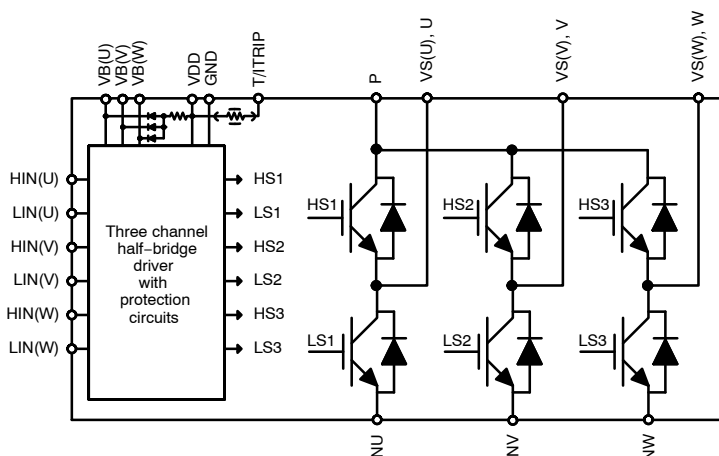 VB(U)
VB(V)
VB(W)
VDD
GND
T/ITRIP
P
VS(U), U
VS(V), V
VS(W), W
HIN(U)
LIN(U)
HIN(V)
LIN(V)
HIN(W)
LIN(W)
Three channel
half−bridge
driver
with
protection
circuits
HS1
LS1
HS2
LS2
HS3
LS3
HS1
HS2
HS3
LS1
LS2
LS3
NU
NV
NW